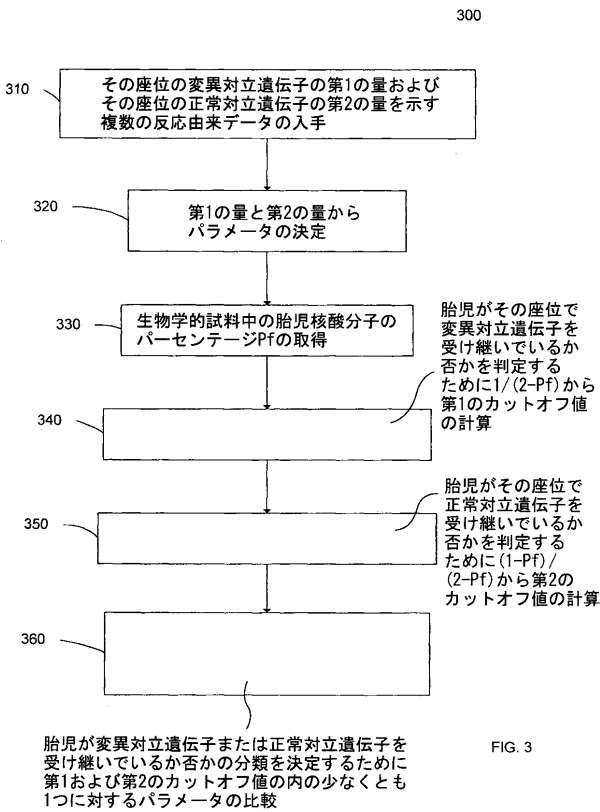 300
310
その座位の変異対立遺伝子の第1の量および
その座位の正常対立遺伝子の第2の量を示す
複数の反応由来データの入手
320
第1の量と第2の量から
パラメータの決定
330
生物学的試料中の胎児核酸分子の
パーセンテージPfの取得
340
胎児がその座位で
変異対立遺伝子を
受け継いでいるか
否かを判定する
ために1/(2-Pf)から
第1のカットオフ値
の計算
350
胎児がその座位で
正常対立遺伝子を
受け継いでいるか
否かを判定する
ために(1-Pf)/
(2-Pf)から第2の
カットオフ値の計算
360
胎児が変異対立遺伝子または正常対立遺伝子を
受け継いでいるか否かの分類を決定するために
第1および第2のカットオフ値の内の少なくとも
1つに対するパラメータの比較
FIG. 3